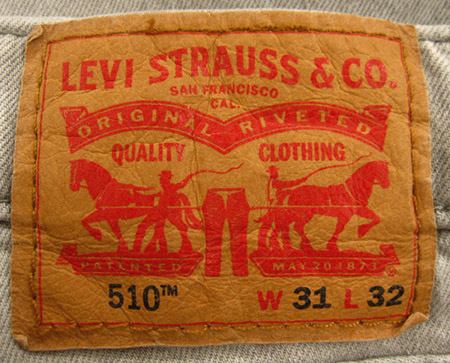 LEVI STRAUSS & CO.
SAN FRANCISCO
CAL.
ORIGINAL RIVETED
QUALITY CLOTHING
PATENTED MAY 20 1873
510™ W 31 L 32